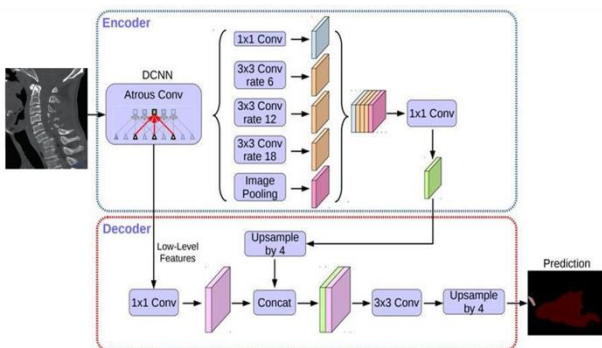 Encoder
DCNN
Atrous Conv
1x1 Conv
3x3 Conv
rate 6
3x3 Conv
rate 12
3x3 Conv
rate 18
Image
Pooling
1x1 Conv
Decoder
Low-Level
Features
Upsample
by 4
1x1 Conv
Concat
3x3 Conv
Upsample
by 4
Prediction